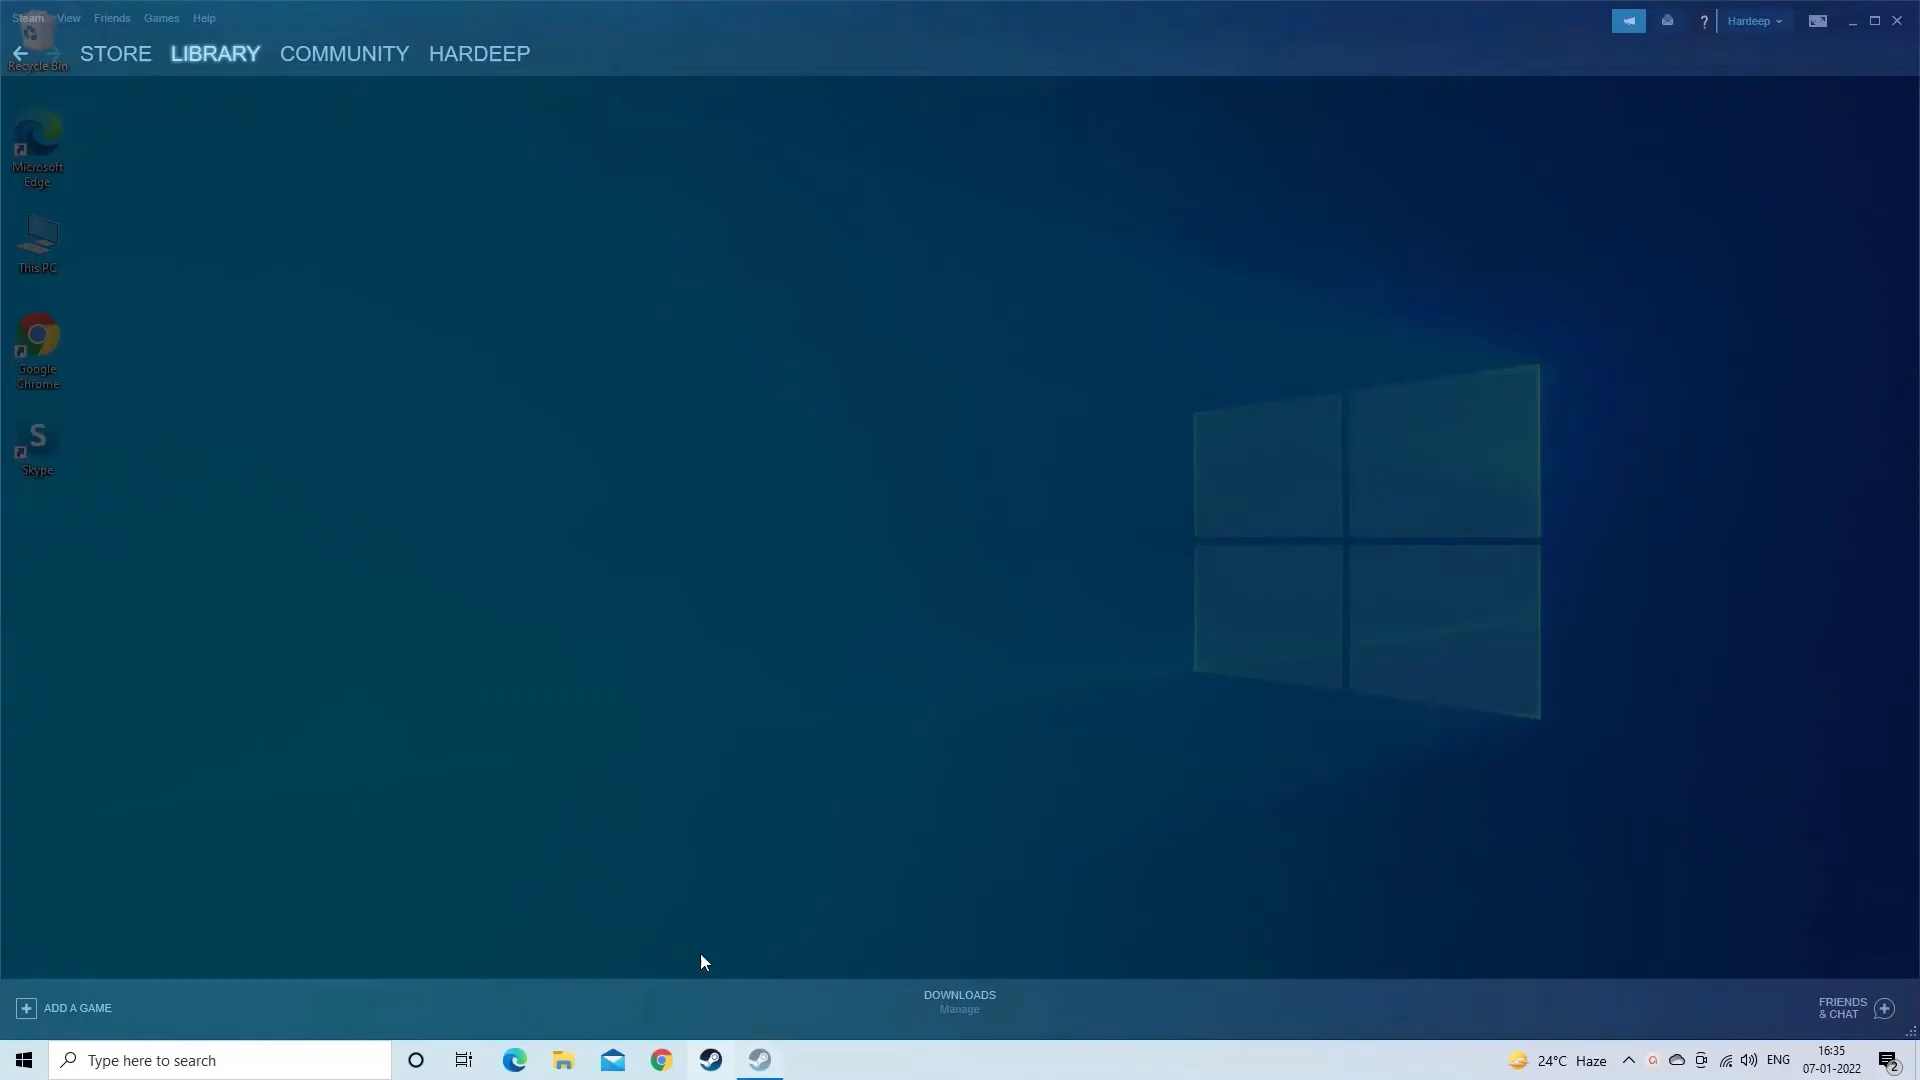 Steam View Friends Games Help
Hardeep
STORE LIBRARY COMMUNITY HARDEEP
Recycle Bin
Microsoft
Edge
This PC
Google
Chrome
S
Skype
ADD A GAME
DOWNLOADS
Manage
FRIENDS
& CHAT
Type here to search
24°C Haze
ENG
16:35
07-01-2022
2